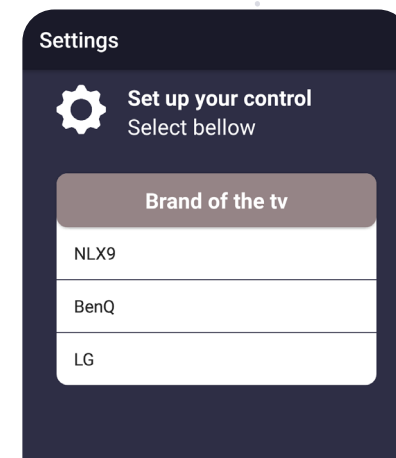 Settings
Set up your control
Select bellow
Brand of the tv
NLX9
BenQ
LG